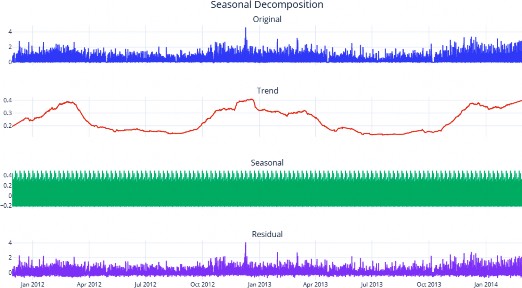 Seasonal Decomposition
Original
4
2
0
Trend
0.4
0.3
0.2
Seasonal
0.4
0.2
0
−0.2
Residual
4
2
0
Jan 2012 Apr 2012 Jul 2012 Oct 2012 Jan 2013 Apr 2013 Jul 2013 Oct 2013 Jan 2014